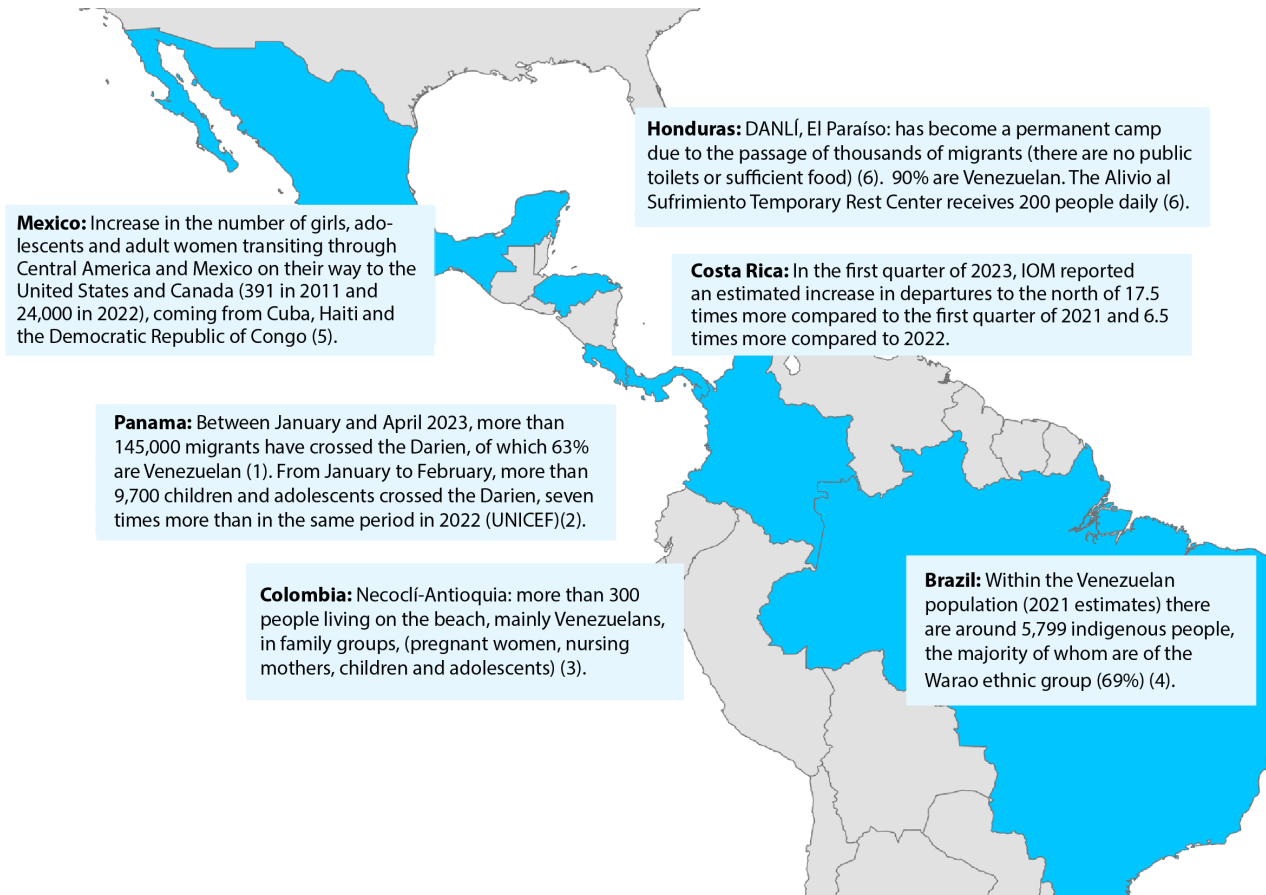 Honduras: DANLÍ, El Paraíso: has become a permanent camp
due to the passage of thousands of migrants (there are no public
toilets or sufficient food) (6).  90% are Venezuelan. The Alivio al
Sufrimiento Temporary Rest Center receives 200 people daily (6).
Mexico: Increase in the number of girls, ado-
lescents and adult women transiting through
Central America and Mexico on their way to the
United States and Canada (391 in 2011 and
24,000 in 2022), coming from Cuba, Haiti and
the Democratic Republic of Congo (5).
Costa Rica: In the first quarter of 2023, IOM reported
an estimated increase in departures to the north of 17.5
times more compared to the first quarter of 2021 and 6.5
times more compared to 2022.
Panama: Between January and April 2023, more than
145,000 migrants have crossed the Darien, of which 63%
are Venezuelan (1). From January to February, more than
9,700 children and adolescents crossed the Darien, seven
times more than in the same period in 2022 (UNICEF)(2).
Colombia: Necoclí-Antioquia: more than 300
people living on the beach, mainly Venezuelans,
in family groups, (pregnant women, nursing
mothers, children and adolescents) (3).
Brazil: Within the Venezuelan
population (2021 estimates) there
are around 5,799 indigenous people,
the majority of whom are of the
Warao ethnic group (69%) (4).